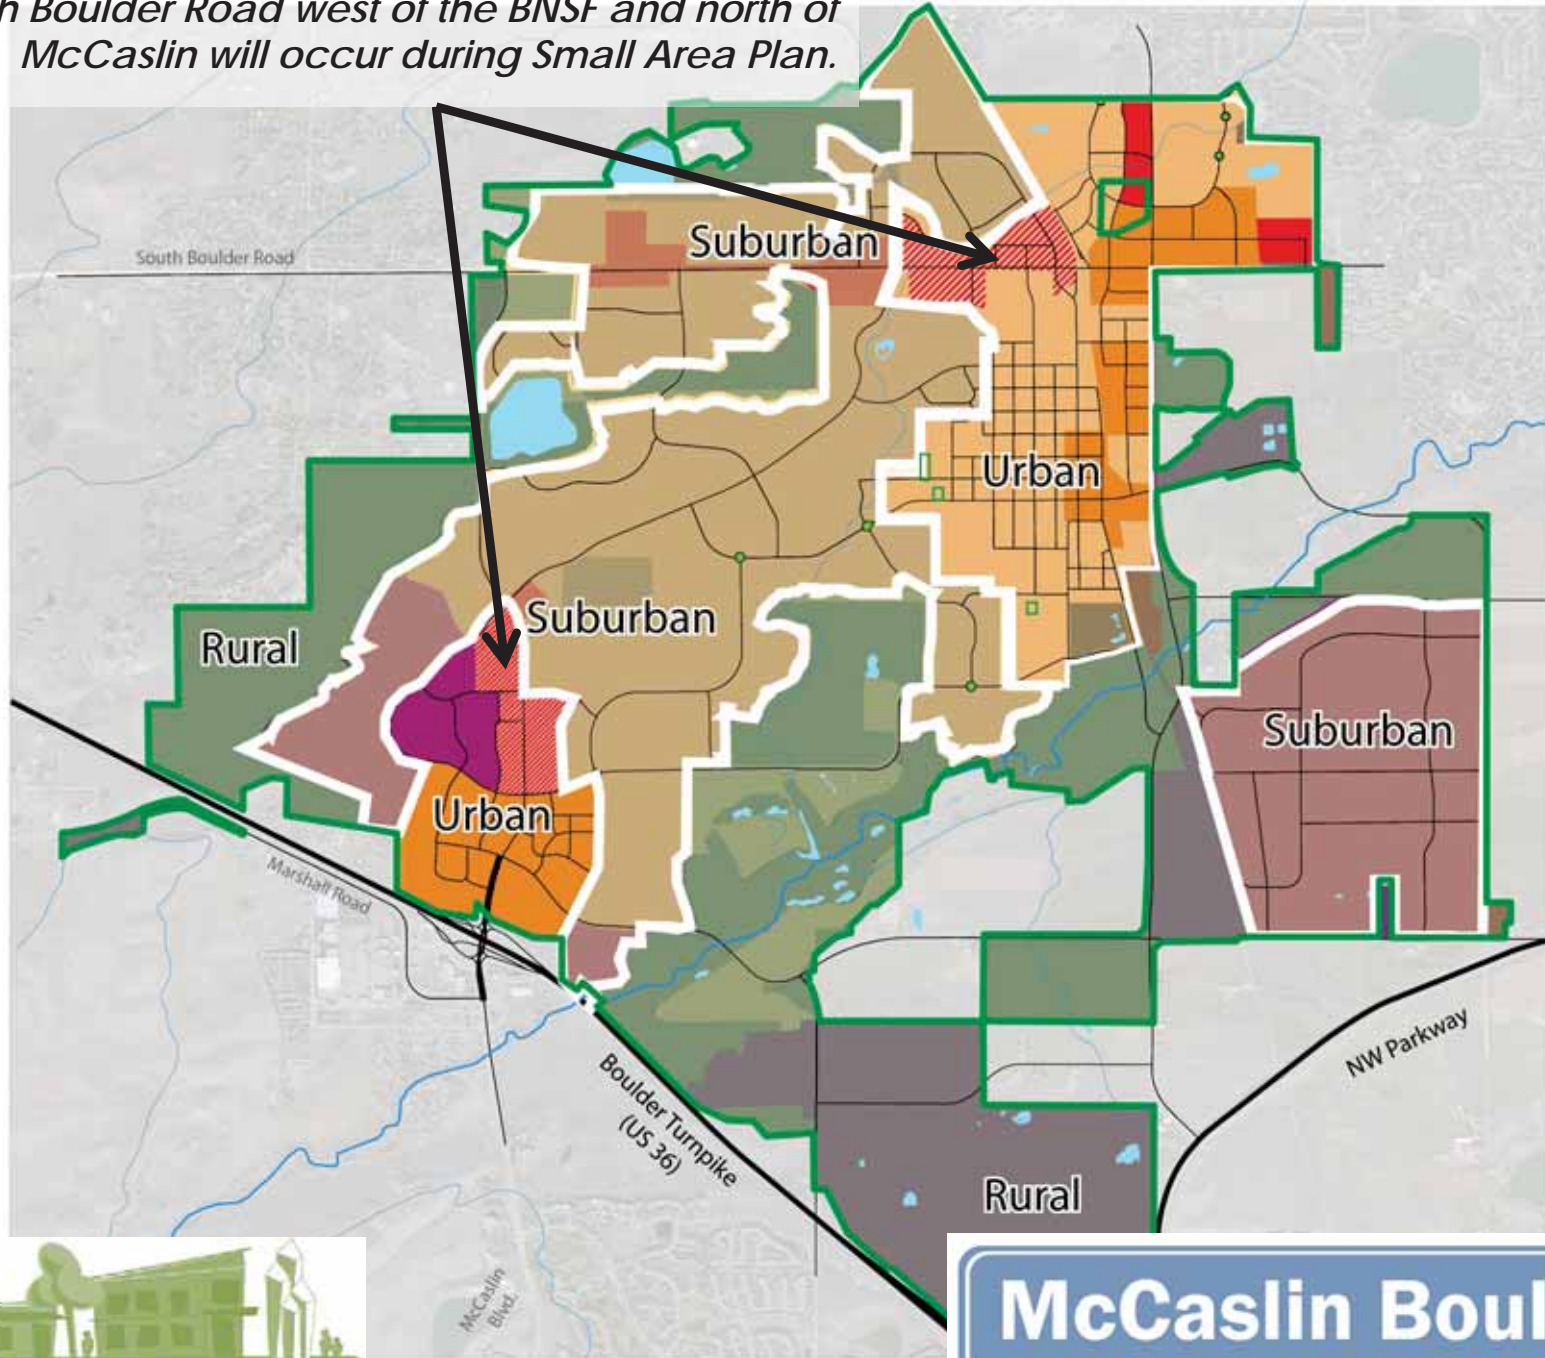 Boulder Road west of the BNSF and north of
McCaslin will occur during Small Area Plan.
Suburban
South Boulder Road
Urban
Suburban
Rural
Suburban
Urban
Marshall Road
NW Parkway
Boulder Turnpike
(US 36)
Rural
McCaslin
Blvd.
McCaslin Boul